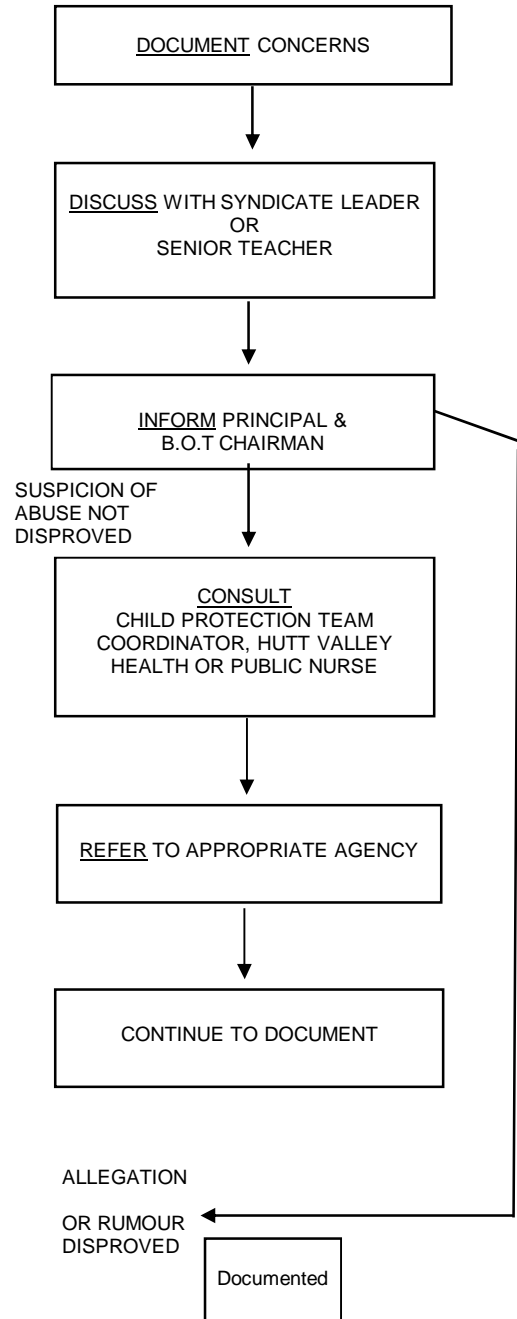 DOCUMENT CONCERNS
DISCUSS WITH SYNDICATE LEADER
OR
SENIOR TEACHER
INFORM PRINCIPAL &
B.O.T CHAIRMAN
SUSPICION OF
ABUSE NOT
DISPROVED
CONSULT
CHILD PROTECTION TEAM
COORDINATOR, HUTT VALLEY
HEALTH OR PUBLIC NURSE
REFER TO APPROPRIATE AGENCY
CONTINUE TO DOCUMENT
ALLEGATION
OR RUMOUR
DISPROVED
Documented